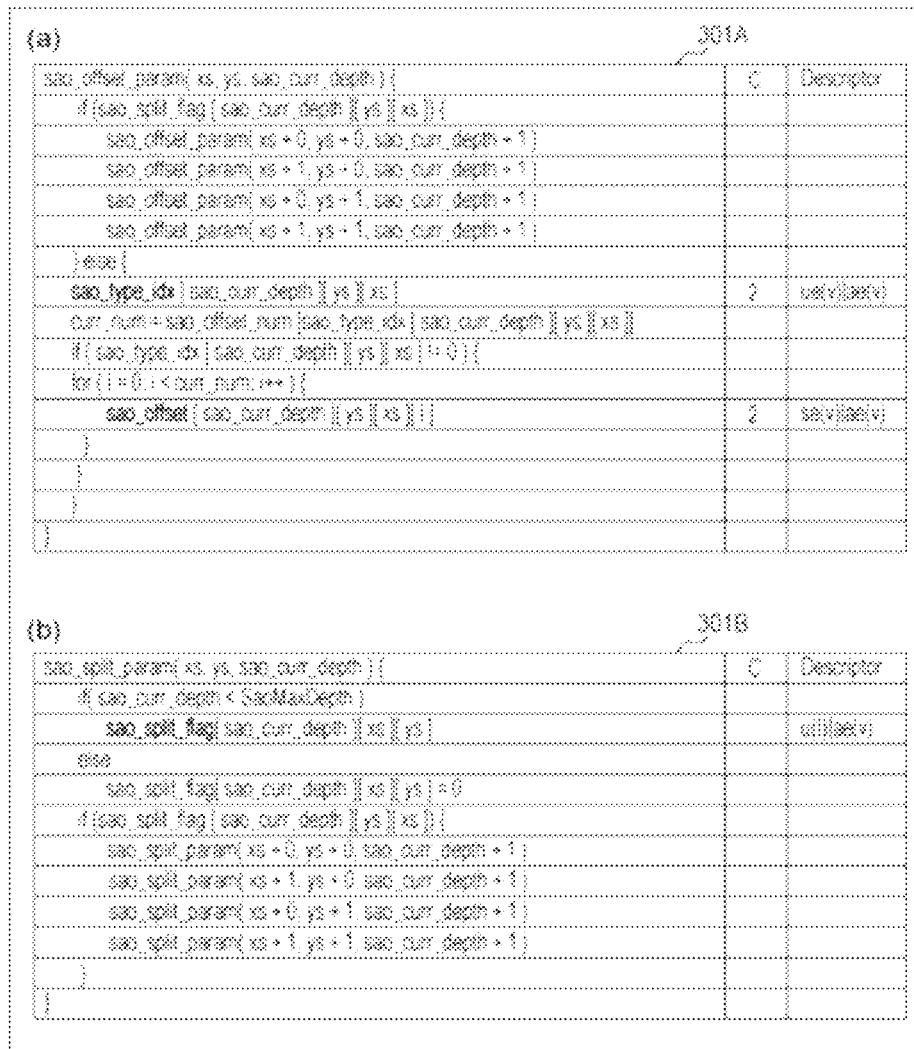 (a)
301A
sao_offset_param( xs, ys, sao_curr_depth ) { C Descriptor
if (sao_split_flag [ sao_curr_depth ][ ys ][ xs ]) {
sao_offset_param( xs + 0, ys + 0, sao_curr_depth + 1 )
sao_offset_param( xs + 1, ys + 0, sao_curr_depth + 1 )
sao_offset_param( xs + 0, ys + 1, sao_curr_depth + 1 )
sao_offset_param( xs + 1, ys + 1, sao_curr_depth + 1 )
} else {
sao_type_idx [ sao_curr_depth ][ ys ][ xs ] 2 ue(v)|ae(v)
curr_num = sao_offset_num [sao_type_idx [ sao_curr_depth ][ ys ][ xs ]]
if ( sao_type_idx [ sao_curr_depth ][ ys ][ xs ] != 0 ) {
for ( i = 0; i < curr_num; i++ ) {
sao_offset [ sao_curr_depth ][ ys ][ xs ][ i ] 2 se(v)|ae(v)
}
}
}
}
(b)
301B
sao_split_param( xs, ys, sao_curr_depth ) { C Descriptor
if( sao_curr_depth < SaoMaxDepth )
sao_split_flag[ sao_curr_depth ][ xs ][ ys ] u(1)|ae(v)
else
sao_split_flag[ sao_curr_depth ][ xs ][ ys ] = 0
if (sao_split_flag [ sao_curr_depth ][ ys ][ xs ]) {
sao_split_param( xs + 0, ys + 0, sao_curr_depth + 1 )
sao_split_param( xs + 1, ys + 0, sao_curr_depth + 1 )
sao_split_param( xs + 0, ys + 1, sao_curr_depth + 1 )
sao_split_param( xs + 1, ys + 1, sao_curr_depth + 1 )
}
}